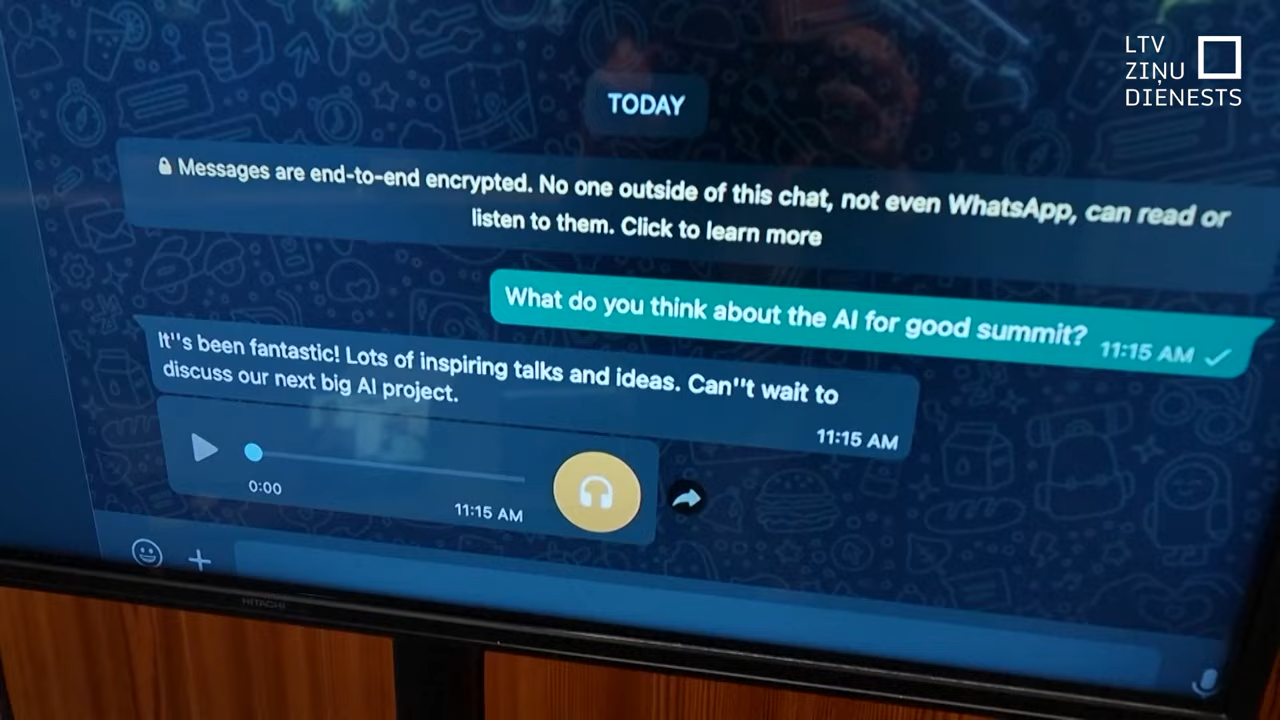 LTV
ZIŅU
DIENESTS
TODAY
Messages are end-to-end encrypted. No one outside of this chat, not even WhatsApp, can read or
listen to them. Click to learn more
What do you think about the AI for good summit?
11:15 AM
It''s been fantastic! Lots of inspiring talks and ideas. Can''t wait to
discuss our next big AI project.
11:15 AM
0:00
11:15 AM
HITACHI